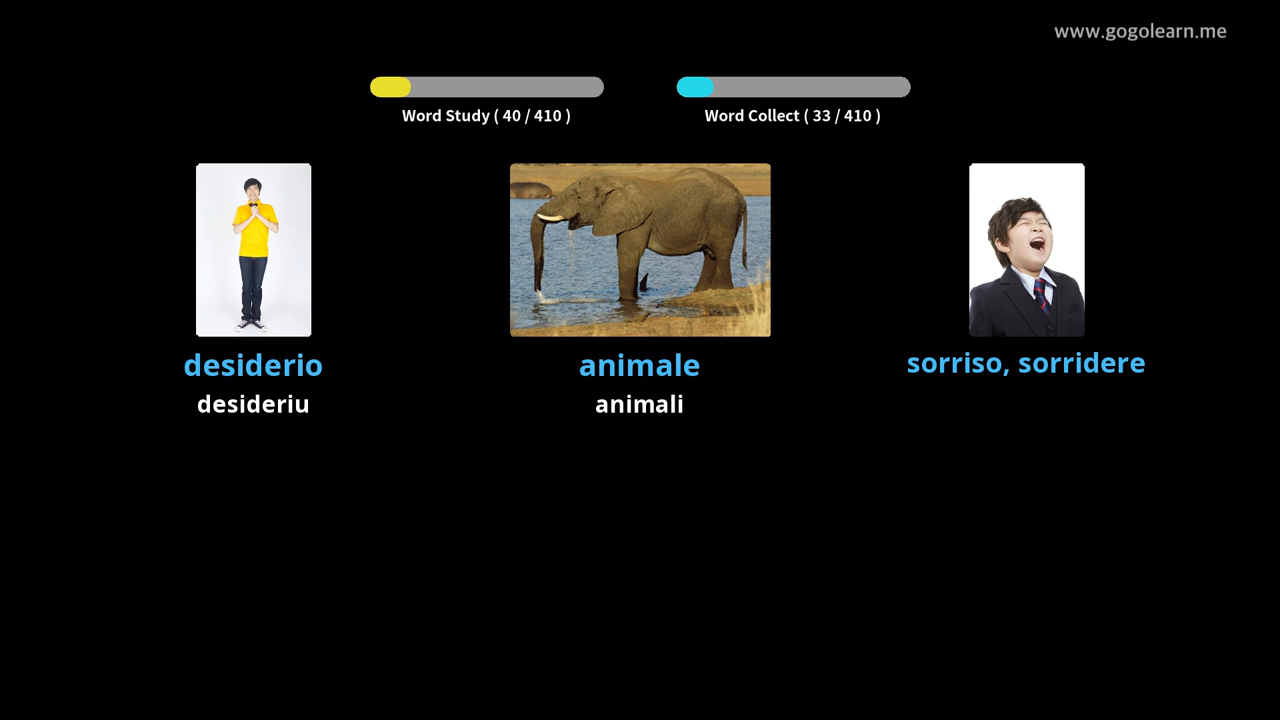 www.gogolearn.me
Word Study ( 40 / 410 )
Word Collect ( 33 / 410 )
desiderio
desideriu
animale
animali
sorriso, sorridere